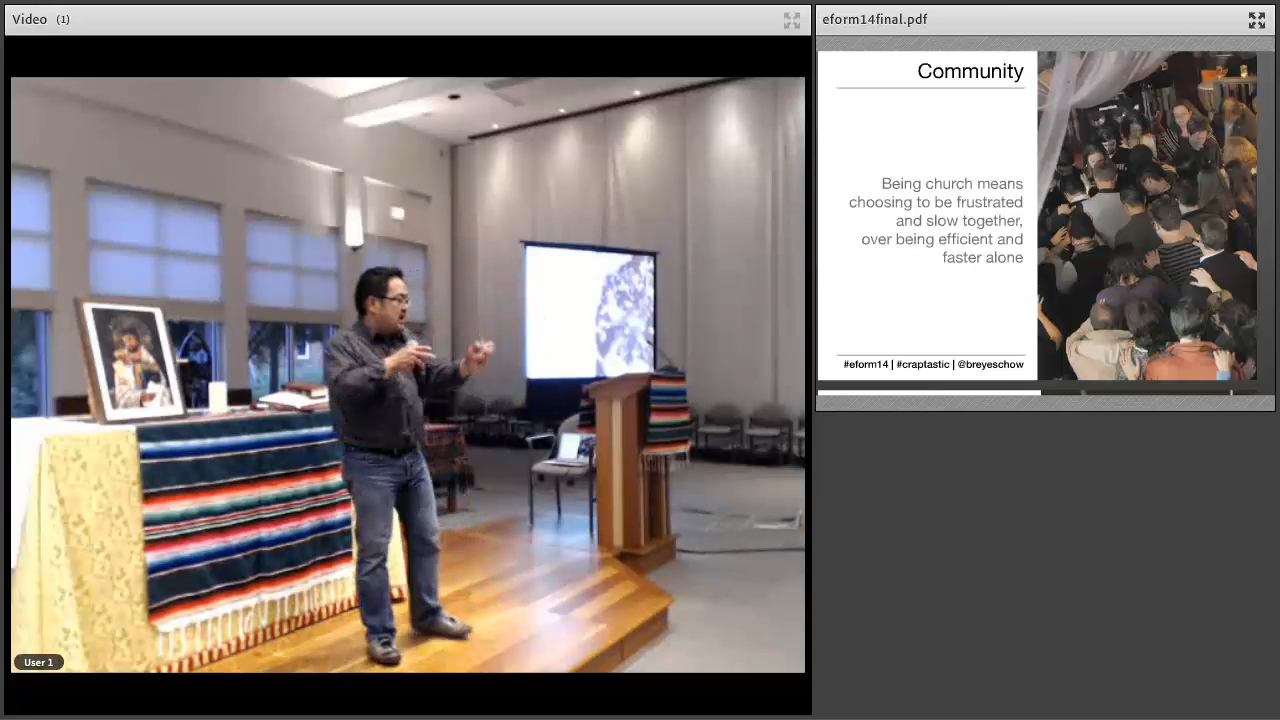 Video (1)
eform14final.pdf
Community
Being church means
choosing to be frustrated
and slow together,
over being efficient and
faster alone
#eform14 | #craptastic | @breyeschow
User 1